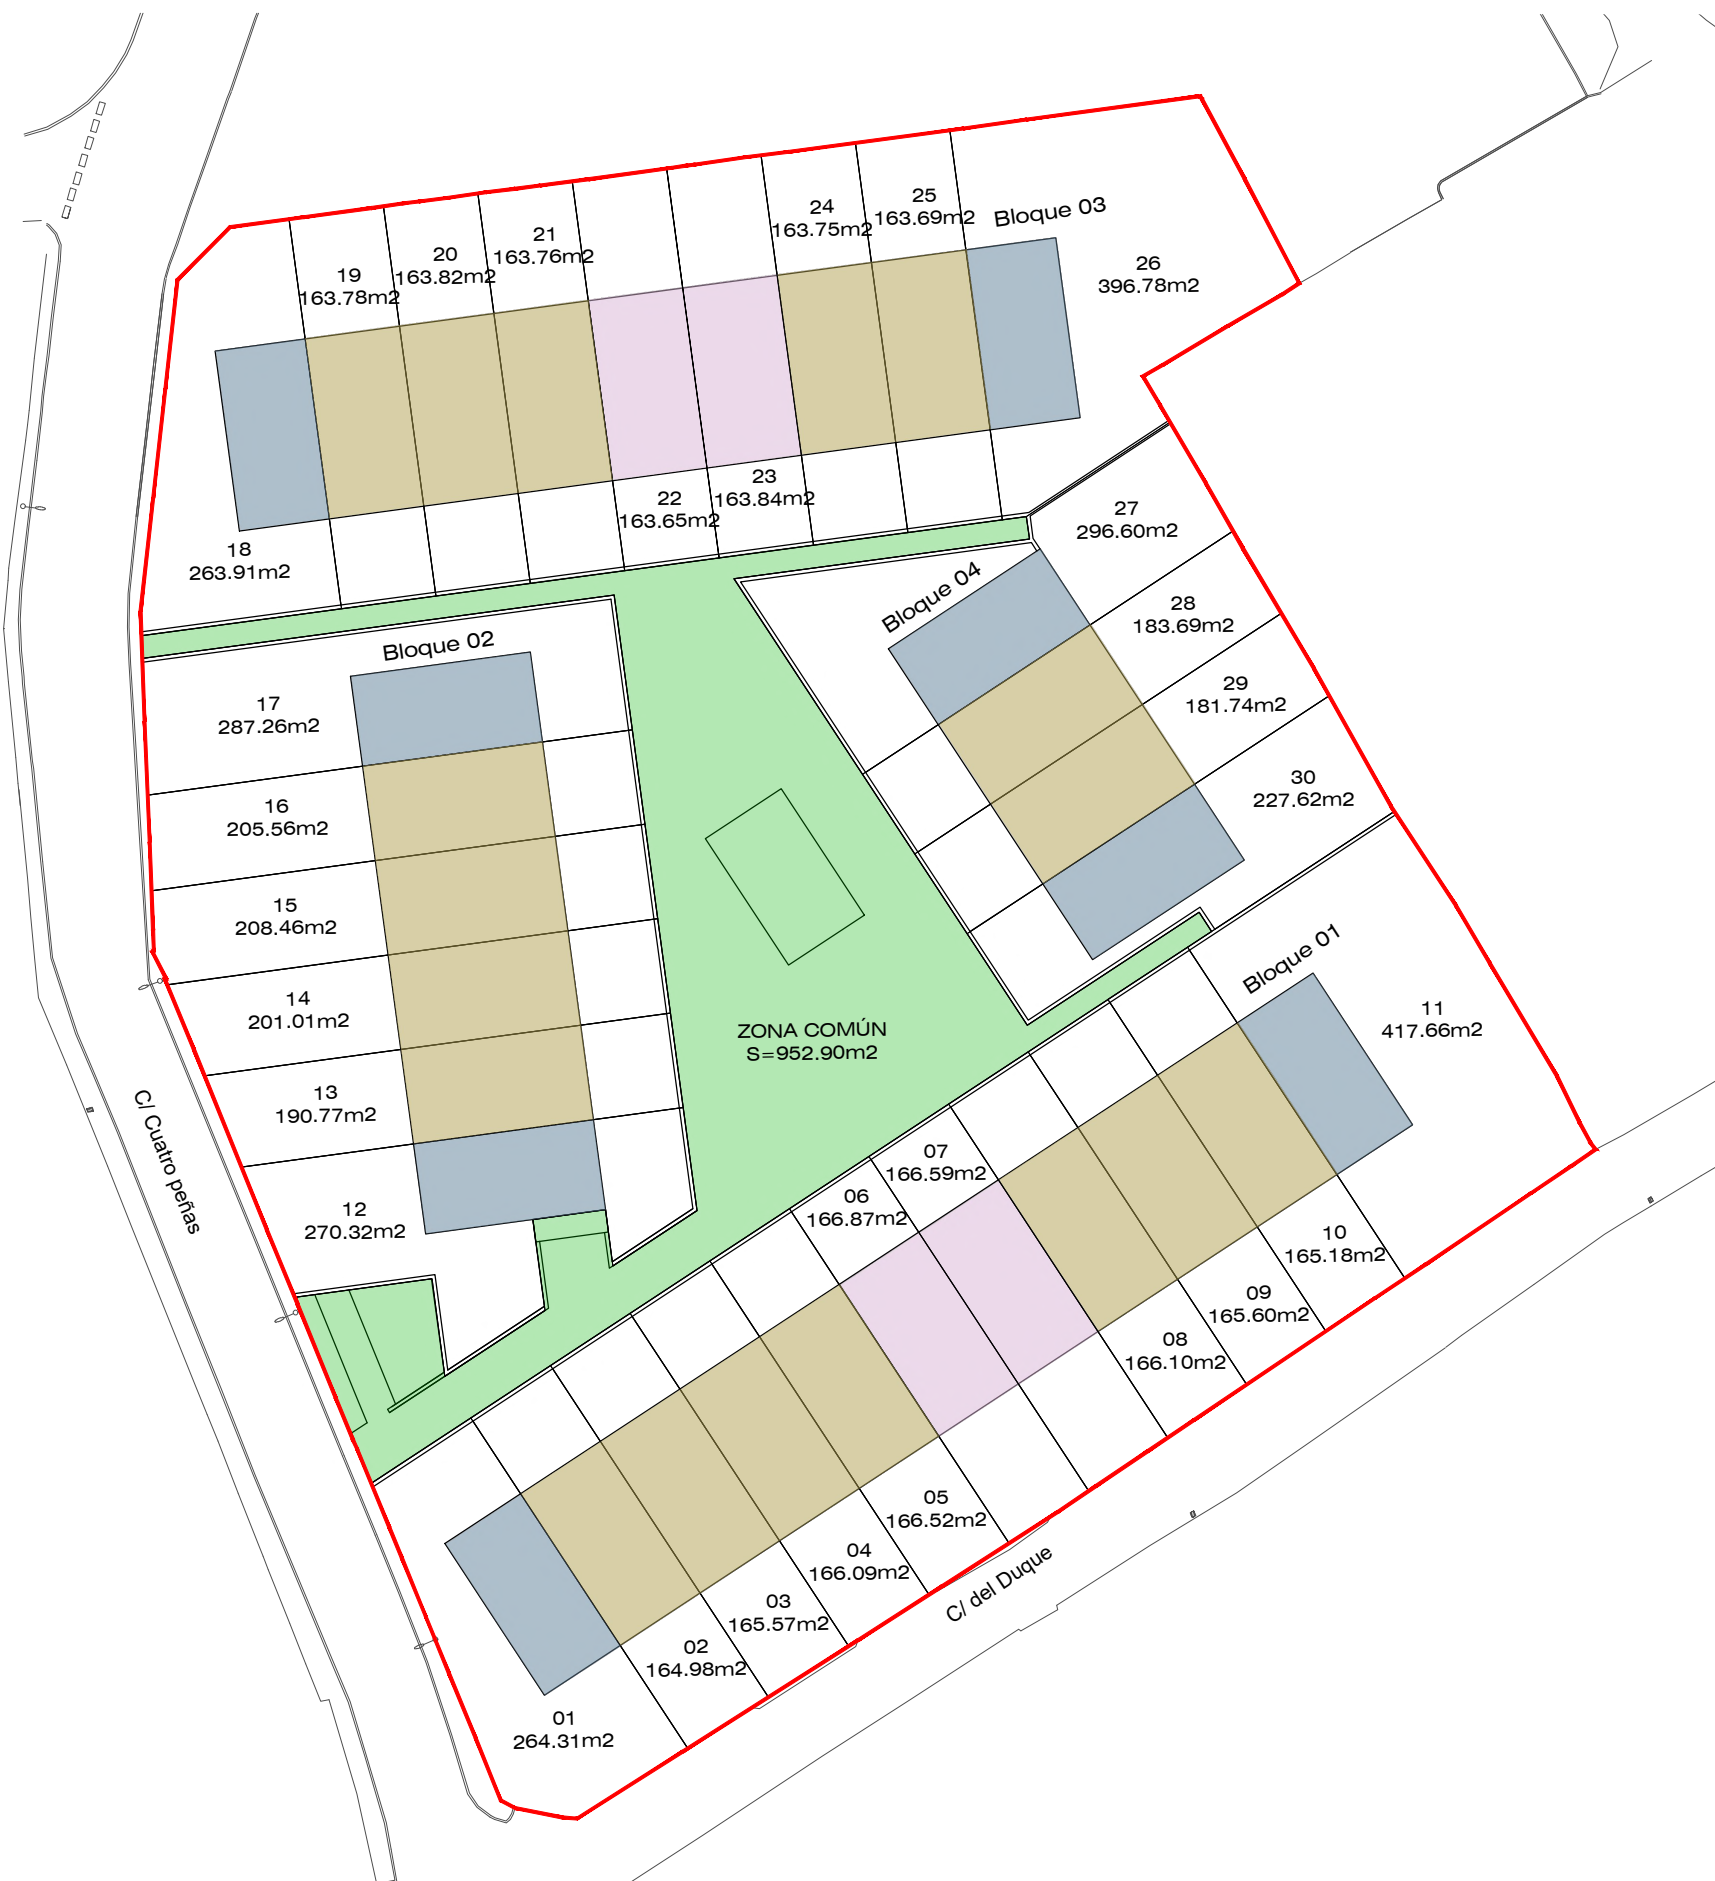 24
163.75m2
25
163.69m2
Bloque 03
21
163.76m2
20
163.82m2
19
163.78m2
26
396.78m2
22
163.65m2
23
163.84m2
18
263.91m2
27
296.60m2
Bloque 04
28
183.69m2
29
181.74m2
30
227.62m2
Bloque 02
17
287.26m2
16
205.56m2
15
208.46m2
14
201.01m2
13
190.77m2
12
270.32m2
ZONA COMÚN
S=952.90m2
Bloque 01
11
417.66m2
C/ Cuatro peñas
07
166.59m2
06
166.87m2
10
165.18m2
09
165.60m2
08
166.10m2
05
166.52m2
04
166.09m2
03
165.57m2
02
164.98m2
01
264.31m2
C/ del Duque